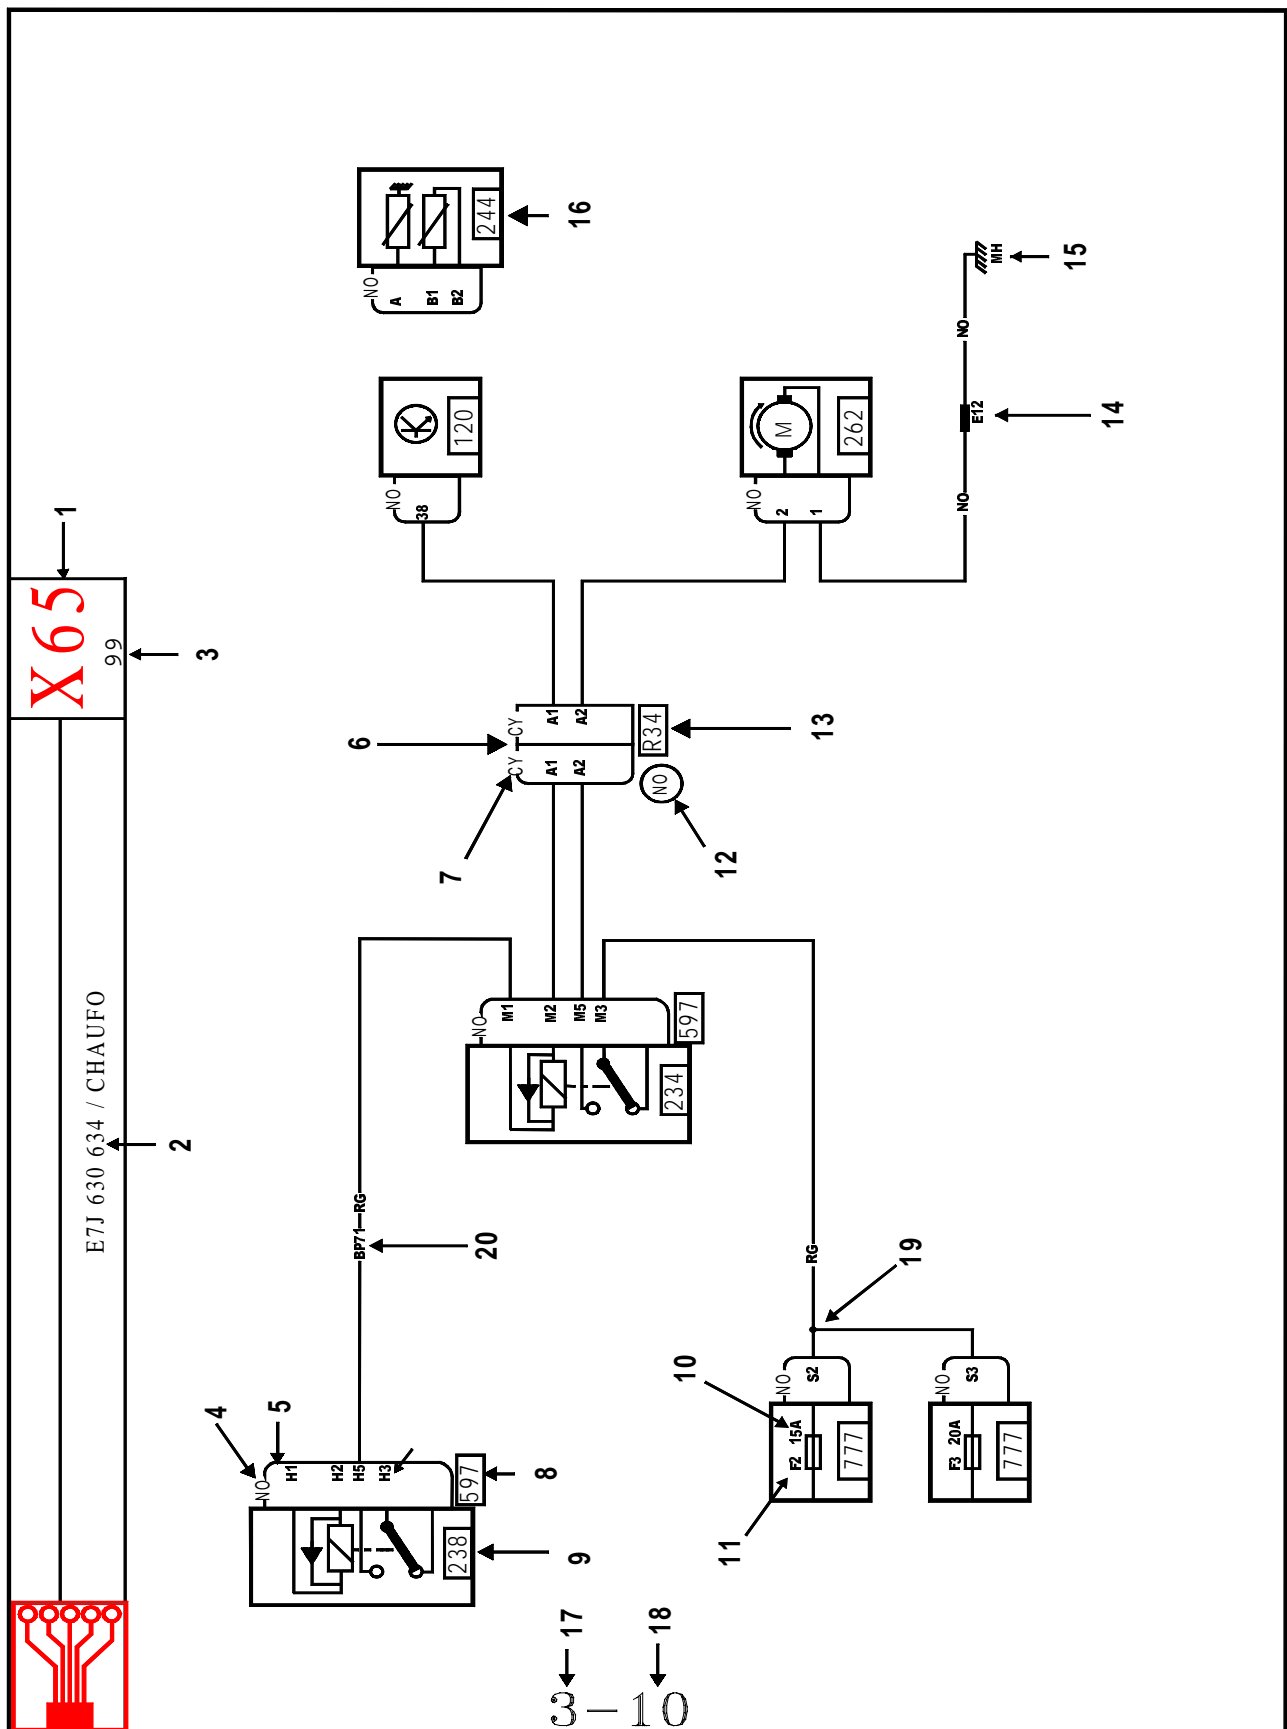 X65
99
1
3
E7J 630 634 / CHAUFO
2
NO
A
B1
B2
244
16
NO
38
K
120
NO
2
1
M
262
NO
E12
14
NO
MH
15
6
7
CY
CY
A1
A1
A2
A2
R34
13
NO
12
NO
M1
M2
M5
M3
597
234
BP71
RG
20
RG
19
4
5
NO
H1
H2
H5
H3
597
8
238
9
10
NO
S2
F2 15A
777
11
NO
S3
F3 20A
777
17
18
3-10